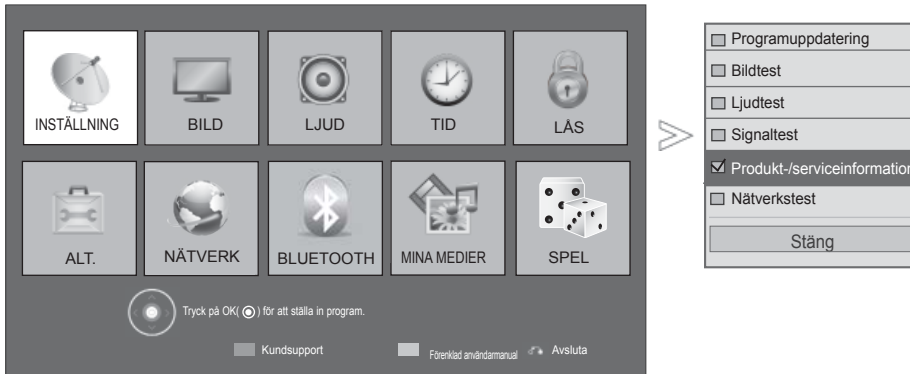 INSTÄLLNING
BILD
LJUD
TID
LÅS
ALT.
NÄTVERK
BLUETOOTH
MINA MEDIER
SPEL
Tryck på OK( ) för att ställa in program.
Kundsupport
Förenklad användarmanual
Avsluta
Programuppdatering
Bildtest
Ljudtest
Signaltest
Produkt-/serviceinformation
Nätverkstest
Stäng